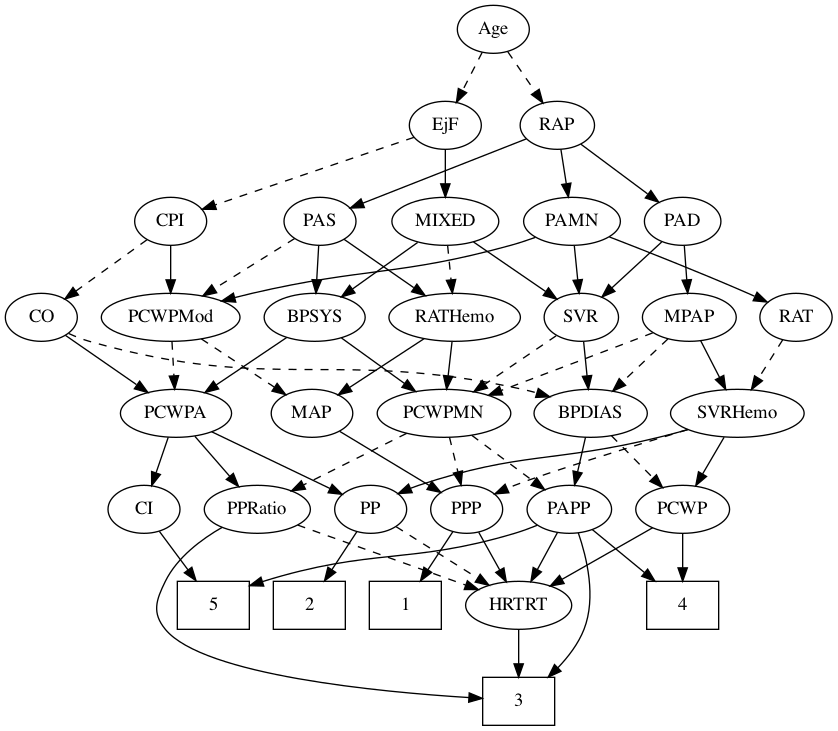 Age
EjF
RAP
CPI
PAS
MIXED
PAMN
PAD
CO
PCWPMod
BPSYS
RATHemo
SVR
MPAP
RAT
PCWPA
MAP
PCWPMN
BPDIAS
SVRHemo
CI
PPRatio
PP
PPP
PAPP
PCWP
5
2
1
HRTRT
4
3